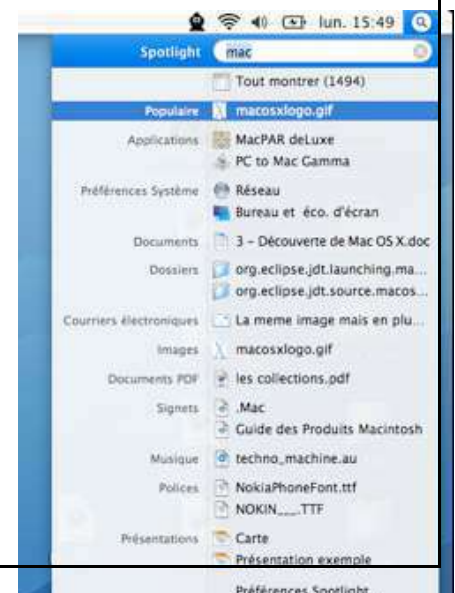 lun. 15:49
Spotlight mac
Tout montrer (1494)
Populaire macosxlogo.gif
Applications MacPAR deLuxe
PC to Mac Gamma
Préférences Système Réseau
Bureau et éco. d'écran
Documents 3 - Découverte de Mac OS X.doc
Dossiers org.eclipse.jdt.launching.ma...
org.eclipse.jdt.source.macos...
Courriers électroniques La meme image mais en plu...
Images macosxlogo.gif
Documents PDF les collections.pdf
Signets .Mac
Guide des Produits Macintosh
Musique techno_machine.au
Polices NokiaPhoneFont.ttf
NOKIN___.TTF
Présentations Carte
Présentation exemple
Préférences Spotlight...